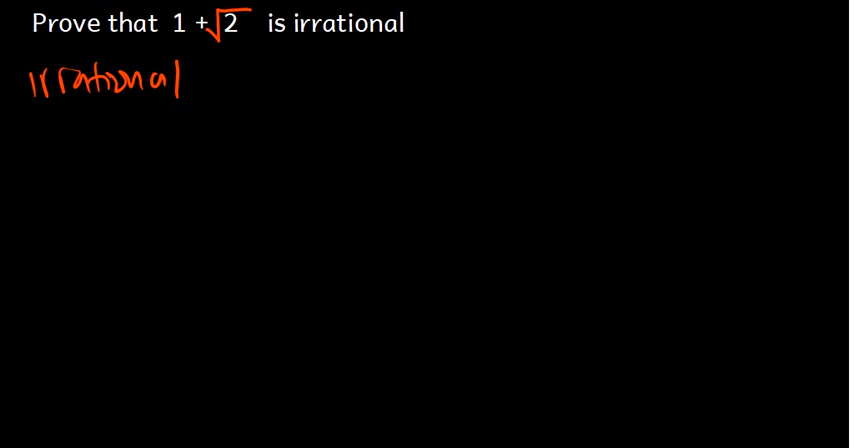 Prove that 1 + √2 is irrational
irrational